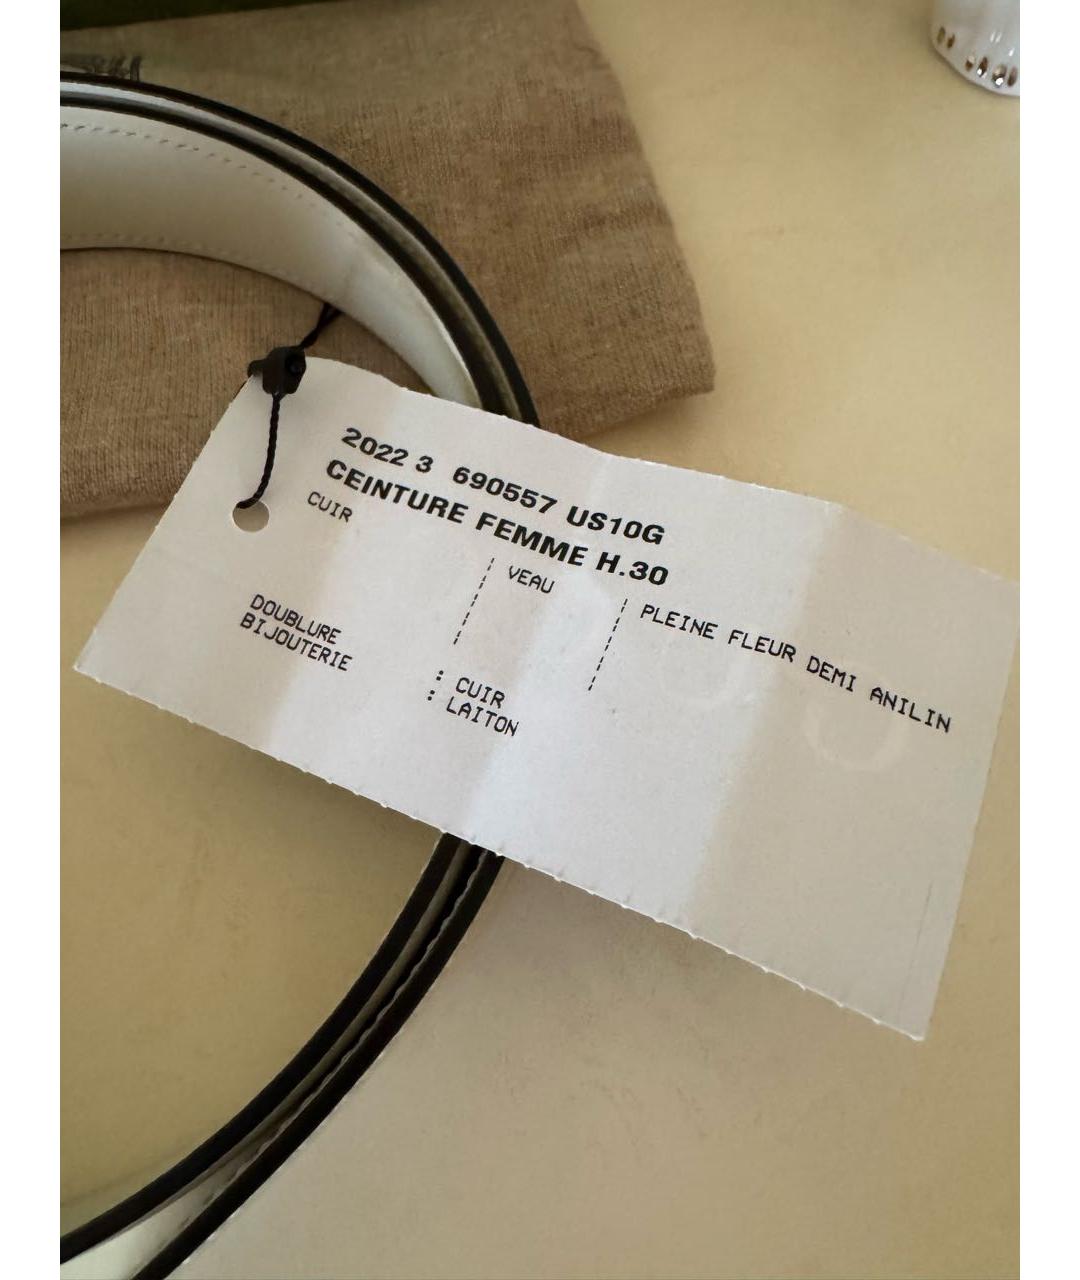 2022 3 690557 US10G
CEINTURE FEMME H.30
CUIR VEAU PLEINE FLEUR DEMI ANILIN
DOUBLURE : CUIR
BIJOUTERIE : LAITON